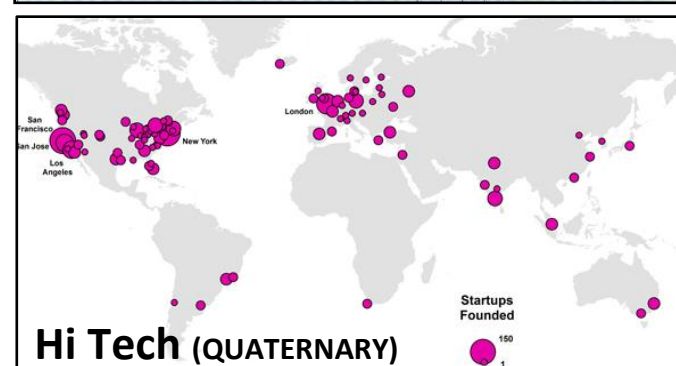 San
Francisco
San Jose
Los
Angeles
New York
London
Startups
Founded
150
1
Hi Tech (QUATERNARY)